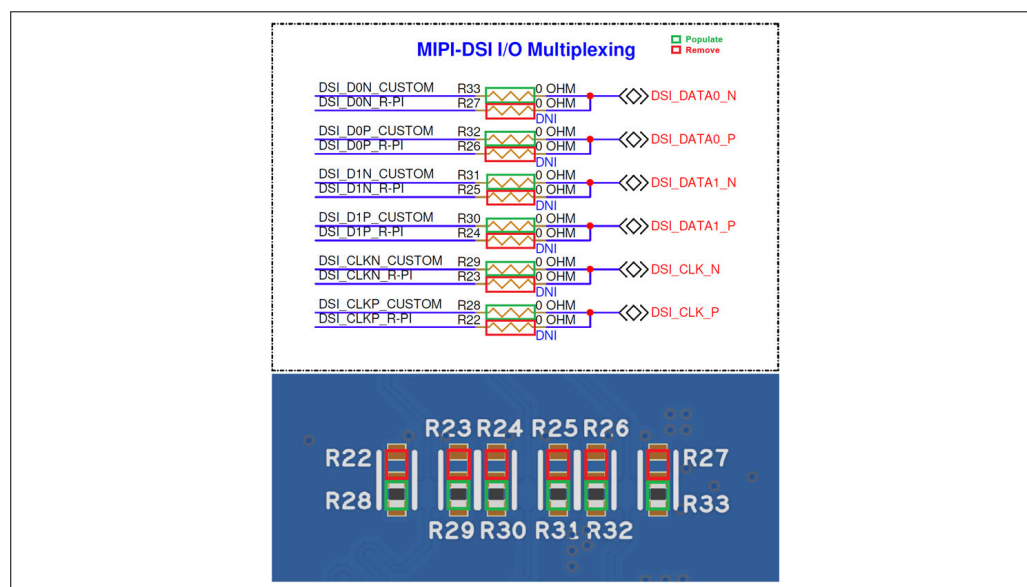 MIPI-DSI I/O Multiplexing
Populate
Remove
DSI_D0N_CUSTOM R33 0 OHM
DSI_D0N_R-PI R27 0 OHM DSI_DATA0_N
DNI
DSI_D0P_CUSTOM R32 0 OHM
DSI_D0P_R-PI R26 0 OHM DSI_DATA0_P
DNI
DSI_D1N_CUSTOM R31 0 OHM
DSI_D1N_R-PI R25 0 OHM DSI_DATA1_N
DNI
DSI_D1P_CUSTOM R30 0 OHM
DSI_D1P_R-PI R24 0 OHM DSI_DATA1_P
DNI
DSI_CLKN_CUSTOM R29 0 OHM
DSI_CLKN_R-PI R23 0 OHM DSI_CLK_N
DNI
DSI_CLKP_CUSTOM R28 0 OHM
DSI_CLKP_R-PI R22 0 OHM DSI_CLK_P
DNI
R23 R24 R25 R26
R22 R27
R28 R33
R29 R30 R31 R32